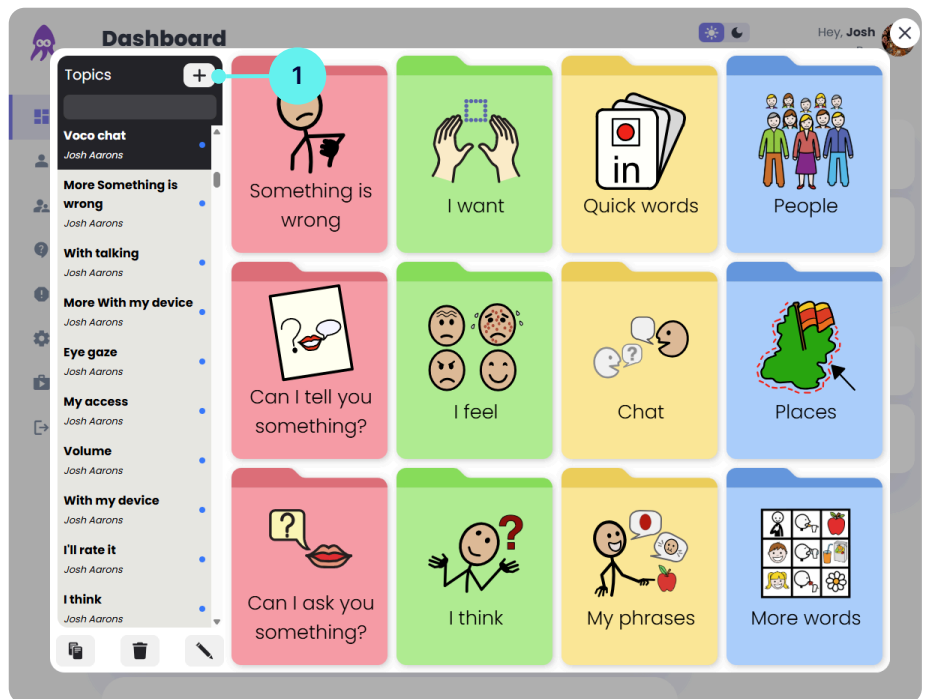 Dashboard
Hey, Josh
Topics
+
1
Voco chat
Josh Aarons
More Something is
wrong
Josh Aarons
With talking
Josh Aarons
More With my device
Josh Aarons
Eye gaze
Josh Aarons
My access
Josh Aarons
Volume
Josh Aarons
With my device
Josh Aarons
I'll rate it
Josh Aarons
I think
Josh Aarons
Something is
wrong
I want
in
Quick words
People
?
Can I tell you
something?
I feel
?
Chat
Places
?
Can I ask you
something?
?
I think
My phrases
More words